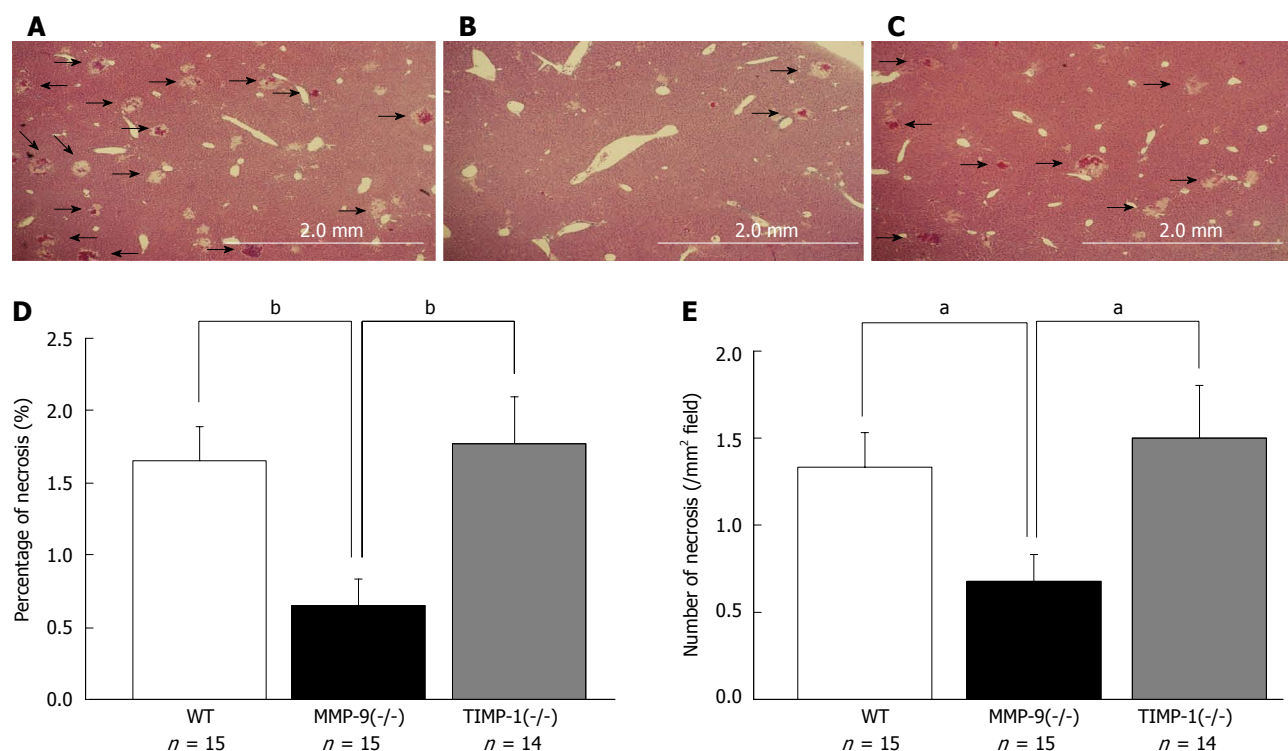 A
B
C
2.0 mm
2.0 mm
2.0 mm
D
b
b
2.5
2.0
1.5
1.0
0.5
0.0
Percentage of necrosis (%)
WT
MMP-9(-/-)
TIMP-1(-/-)
n = 15
n = 15
n = 14
E
a
a
2.0
1.5
1.0
0.5
0.0
Number of necrosis (/mm² field)
WT
MMP-9(-/-)
TIMP-1(-/-)
n = 15
n = 15
n = 14